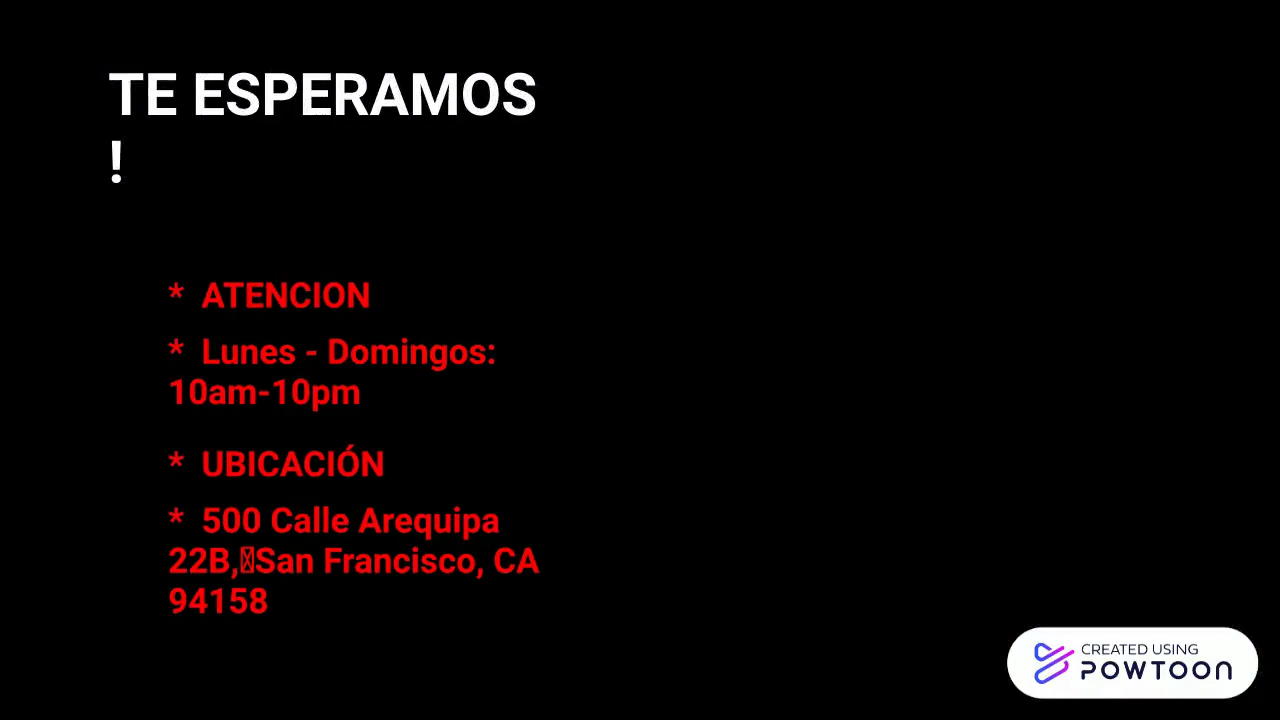 TE ESPERAMOS
!
* ATENCION
* Lunes - Domingos:
10am-10pm
* UBICACIÓN
* 500 Calle Arequipa
22B,San Francisco, CA
94158
CREATED USING
POWTOON